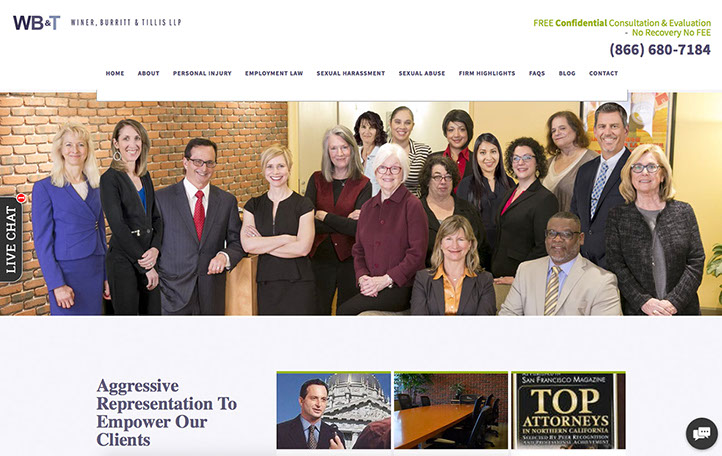 WB&T WINER, BURRITT & TILLIS LLP
FREE Confidential Consultation & Evaluation
- No Recovery No FEE
(866) 680-7184
HOME ABOUT PERSONAL INJURY EMPLOYMENT LAW SEXUAL HARASSMENT SEXUAL ABUSE FIRM HIGHLIGHTS FAQS BLOG CONTACT
LIVE CHAT
Aggressive
Representation To
Empower Our
Clients
SAN FRANCISCO MAGAZINE
TOP
ATTORNEYS
IN NORTHERN CALIFORNIA
SELECTED BY PEER RECOGNITION
AND PROFESSIONAL ACHIEVEMENT